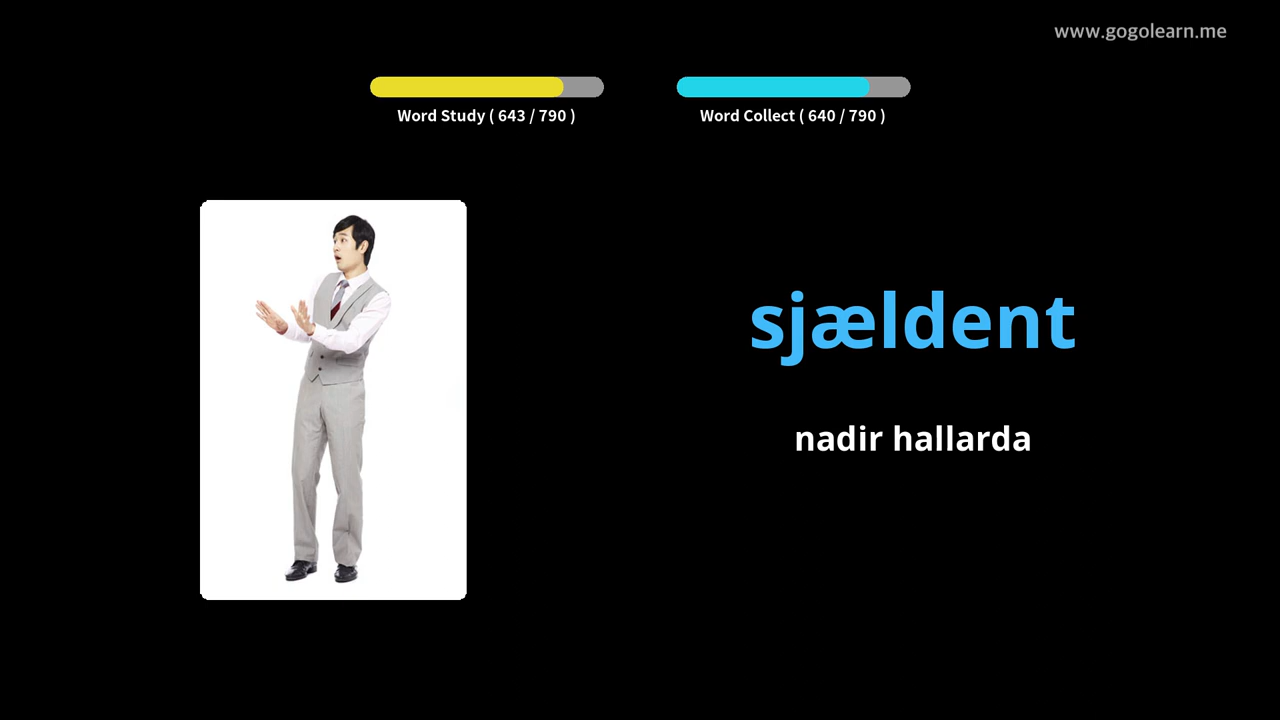 www.gogolearn.me
Word Study ( 643 / 790 )
Word Collect ( 640 / 790 )
sjældent
nadir hallarda